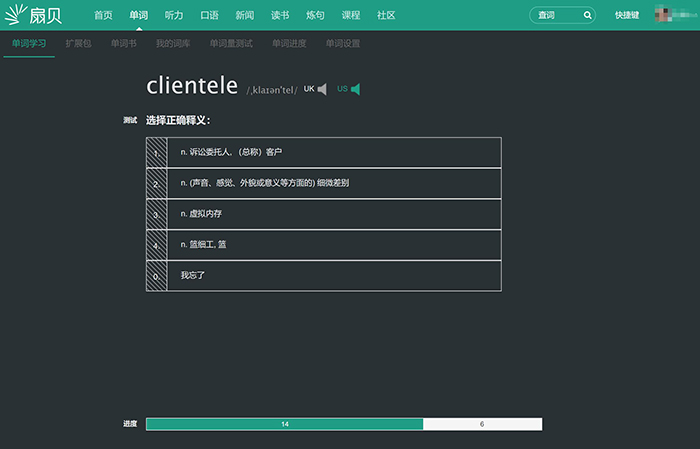 扇贝 首页 单词 听力 口语 新闻 读书 炼句 课程 社区 查词 快捷键
单词学习 扩展包 单词书 我的词库 单词量测试 单词进度 单词设置
clientele /ˌklaɪən'tel/ UK US
测试 选择正确释义：
1. n. 诉讼委托人, （总称）客户
2. n. (声音、感觉、外貌或意义等方面的) 细微差别
3. n. 虚拟内存
4. n. 篮细工, 篮
0. 我忘了
进度 14 6